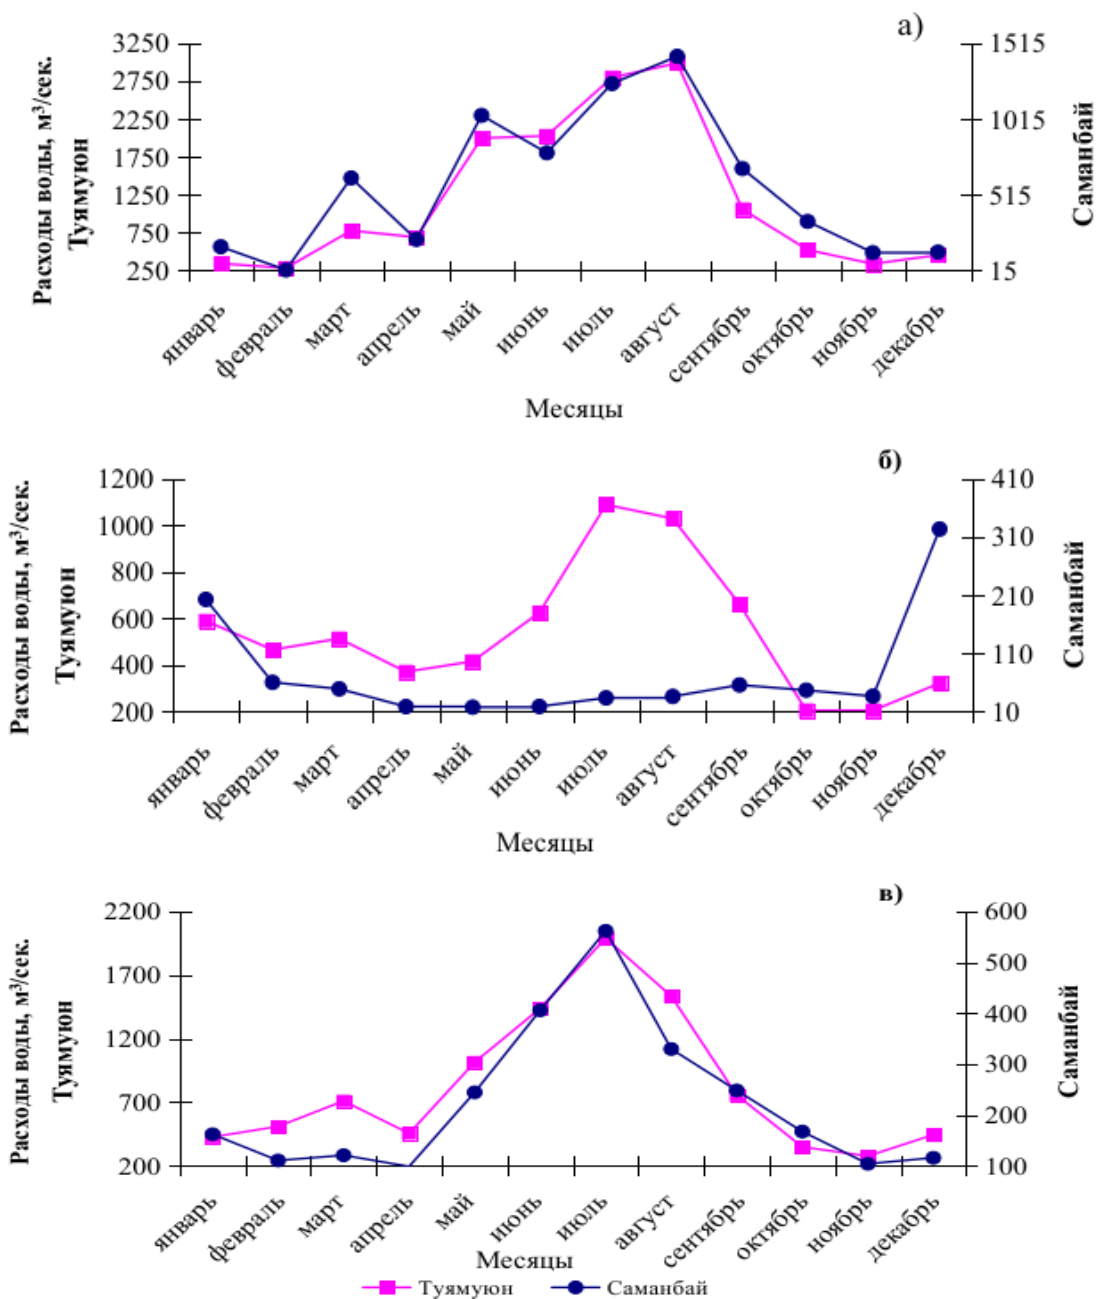 а)
3250 1515
2750
2250 1015
1750
1250 515
750
250 15
Расходы воды, м³/сек.
Туямуюн
Саманбай
январь февраль март апрель май июнь июль август сентябрь октябрь ноябрь декабрь
Месяцы
б)
1200 410
1000 310
800
600 210
400 110
200 10
Расходы воды, м³/сек.
Туямуюн
Саманбай
январь февраль март апрель май июнь июль август сентябрь октябрь ноябрь декабрь
Месяцы
в)
2200 600
500
1700
400
1200
300
700 200
200 100
Расходы воды, м³/сек.
Туямуюн
Саманбай
январь февраль март апрель май июнь июль август сентябрь октябрь ноябрь декабрь
Месяцы
Туямуюн Саманбай